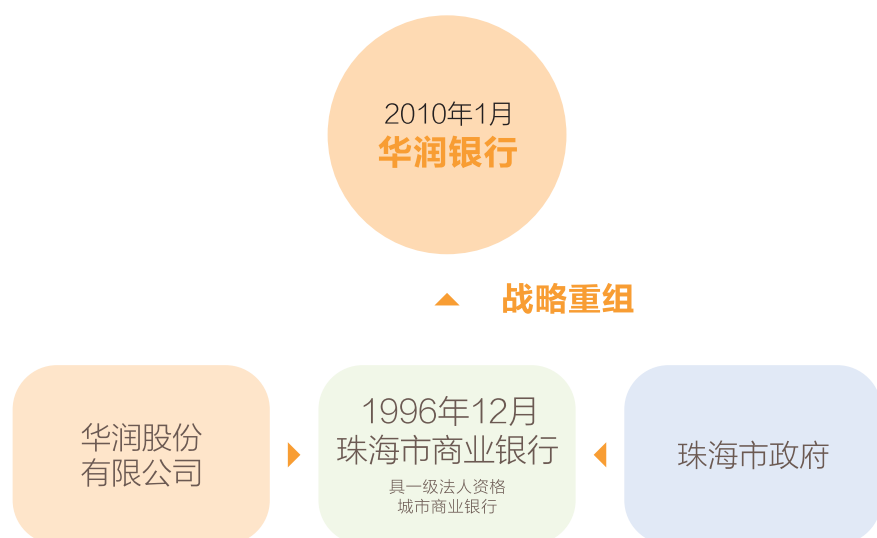 2010年1月
华润银行
战略重组
华润股份
有限公司
1996年12月
珠海市商业银行
具一级法人资格
城市商业银行
珠海市政府